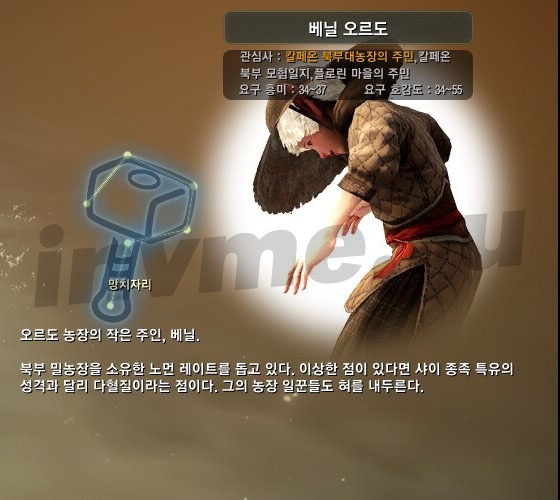 베닐 오르도
관심사 : 칼페온 북부대농장의 주민,칼페온
북부 모험일지,플로린 마을의 주민
요구 흥미 : 34~37 요구 호감도 : 34~55
망치자리
오르도 농장의 작은 주인, 베닐.
북부 밀농장을 소유한 노먼 레이트를 돕고 있다. 이상한 점이 있다면 샤이 종족 특유의
성격과 달리 다혈질이라는 점이다. 그의 농장 일꾼들도 혀를 내두른다.